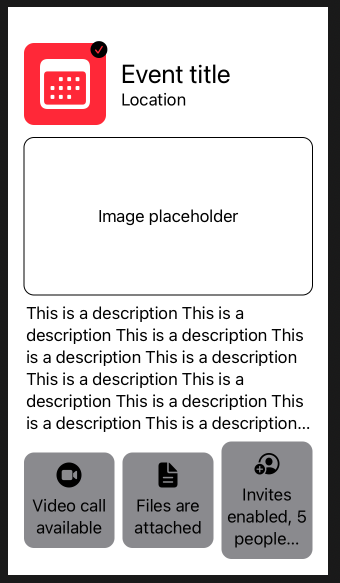 Event title
Location
Image placeholder
This is a description This is a
description This is a description This
is a description This is a description
This is a description This is a
description This is a description This
is a description This is a description...
Video call
available
Files are
attached
Invites
enabled, 5
people...